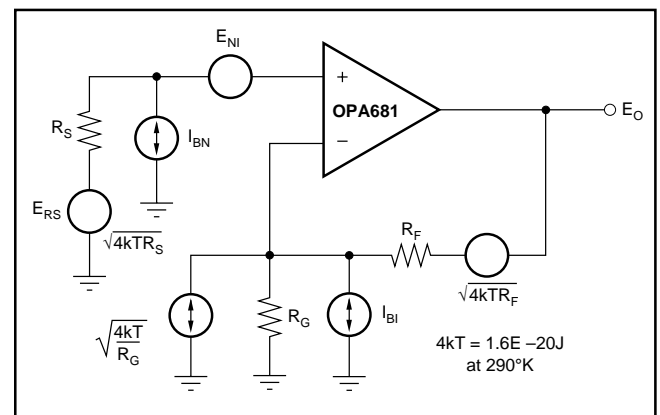 E_NI
+
OPA681
−
E_O
R_S
I_BN
E_RS
√4kTR_S
R_F
√4kTR_F
√4kT/R_G
R_G
I_BI
4kT = 1.6E –20J
at 290°K